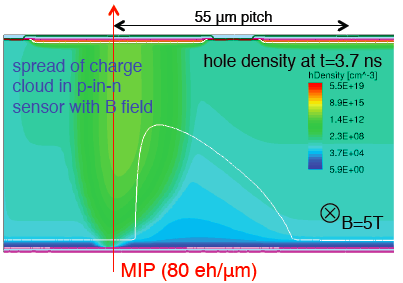 55 µm pitch
spread of charge
cloud in p-in-n
sensor with B field
hole density at t=3.7 ns
hDensity [cm^-3]
5.5E+19
8.9E+15
1.4E+12
2.3E+08
3.7E+04
5.9E+00
B=5T
MIP (80 eh/µm)